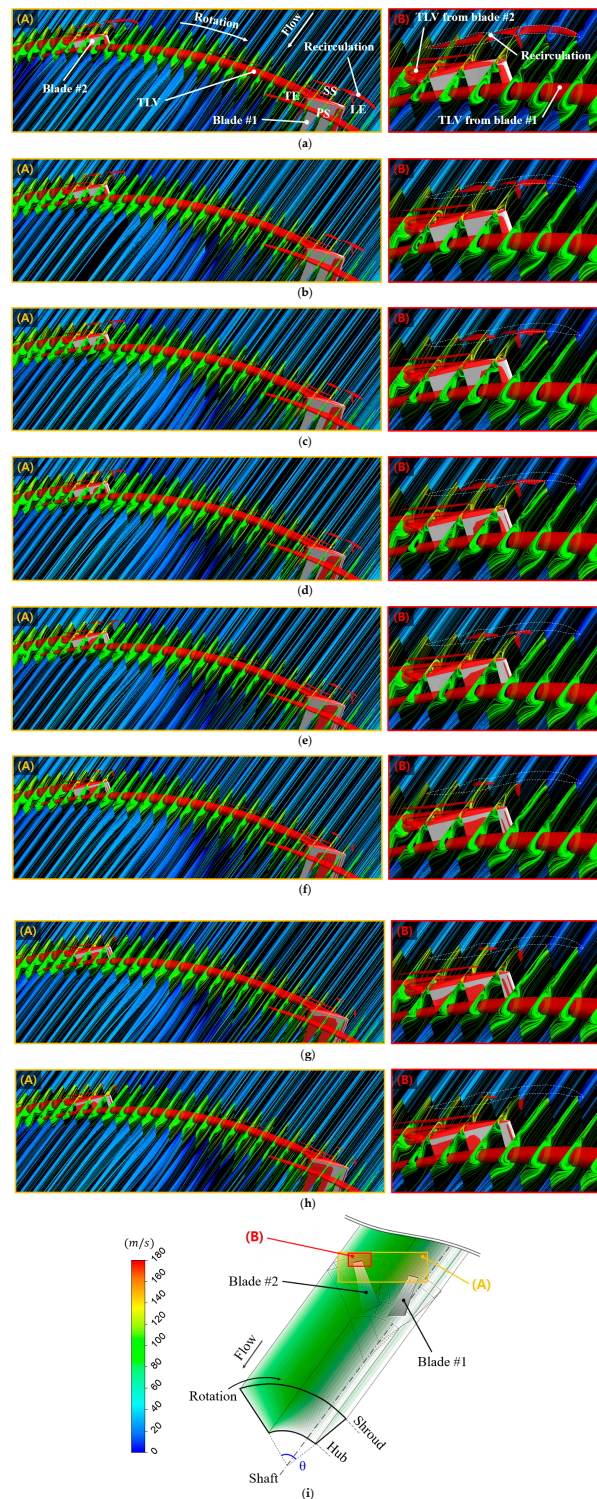 (A)
Rotation
Flow
Recirculation
Blade #2
TLV
TE
SS
LE
PS
Blade #1
(B)
TLV from blade #2
Recirculation
TLV from blade #1
(a)
(A)
(B)
(b)
(A)
(B)
(c)
(A)
(B)
(d)
(A)
(B)
(e)
(A)
(B)
(f)
(A)
(B)
(g)
(A)
(B)
(h)
(m/s)
180
160
140
120
100
80
60
40
20
0
(B)
(A)
Blade #2
Blade #1
Flow
Rotation
Shroud
Hub
θ
Shaft
(i)